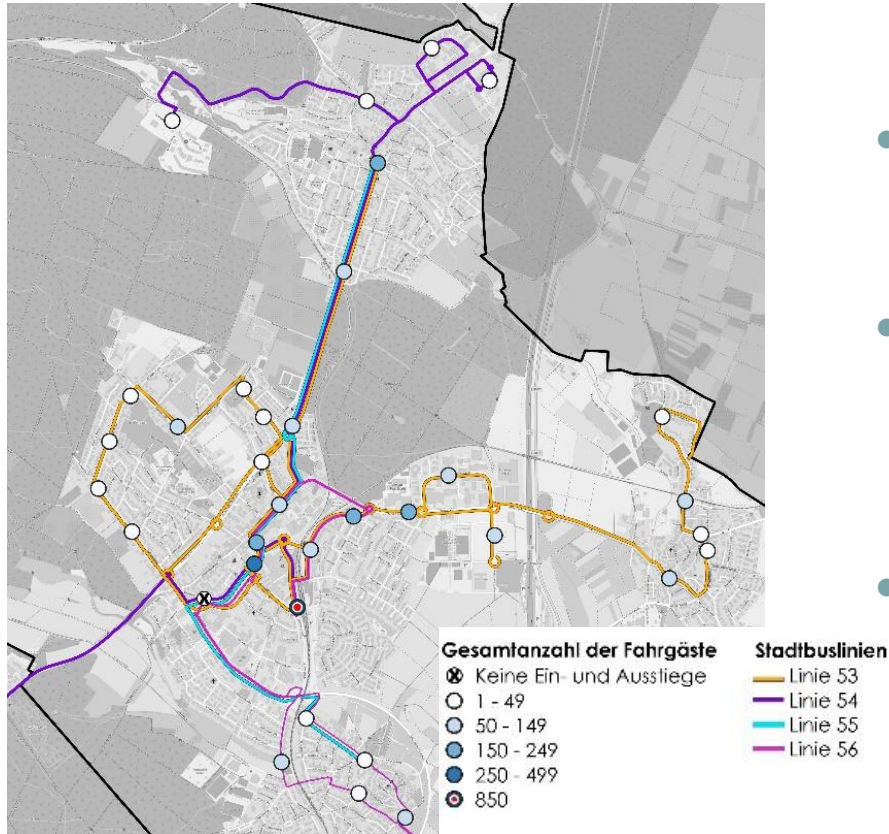 Gesamtanzahl der Fahrgäste
Keine Ein- und Ausstiege
1 - 49
50 - 149
150 - 249
250 - 499
850
Stadtbuslinien
Linie 53
Linie 54
Linie 55
Linie 56